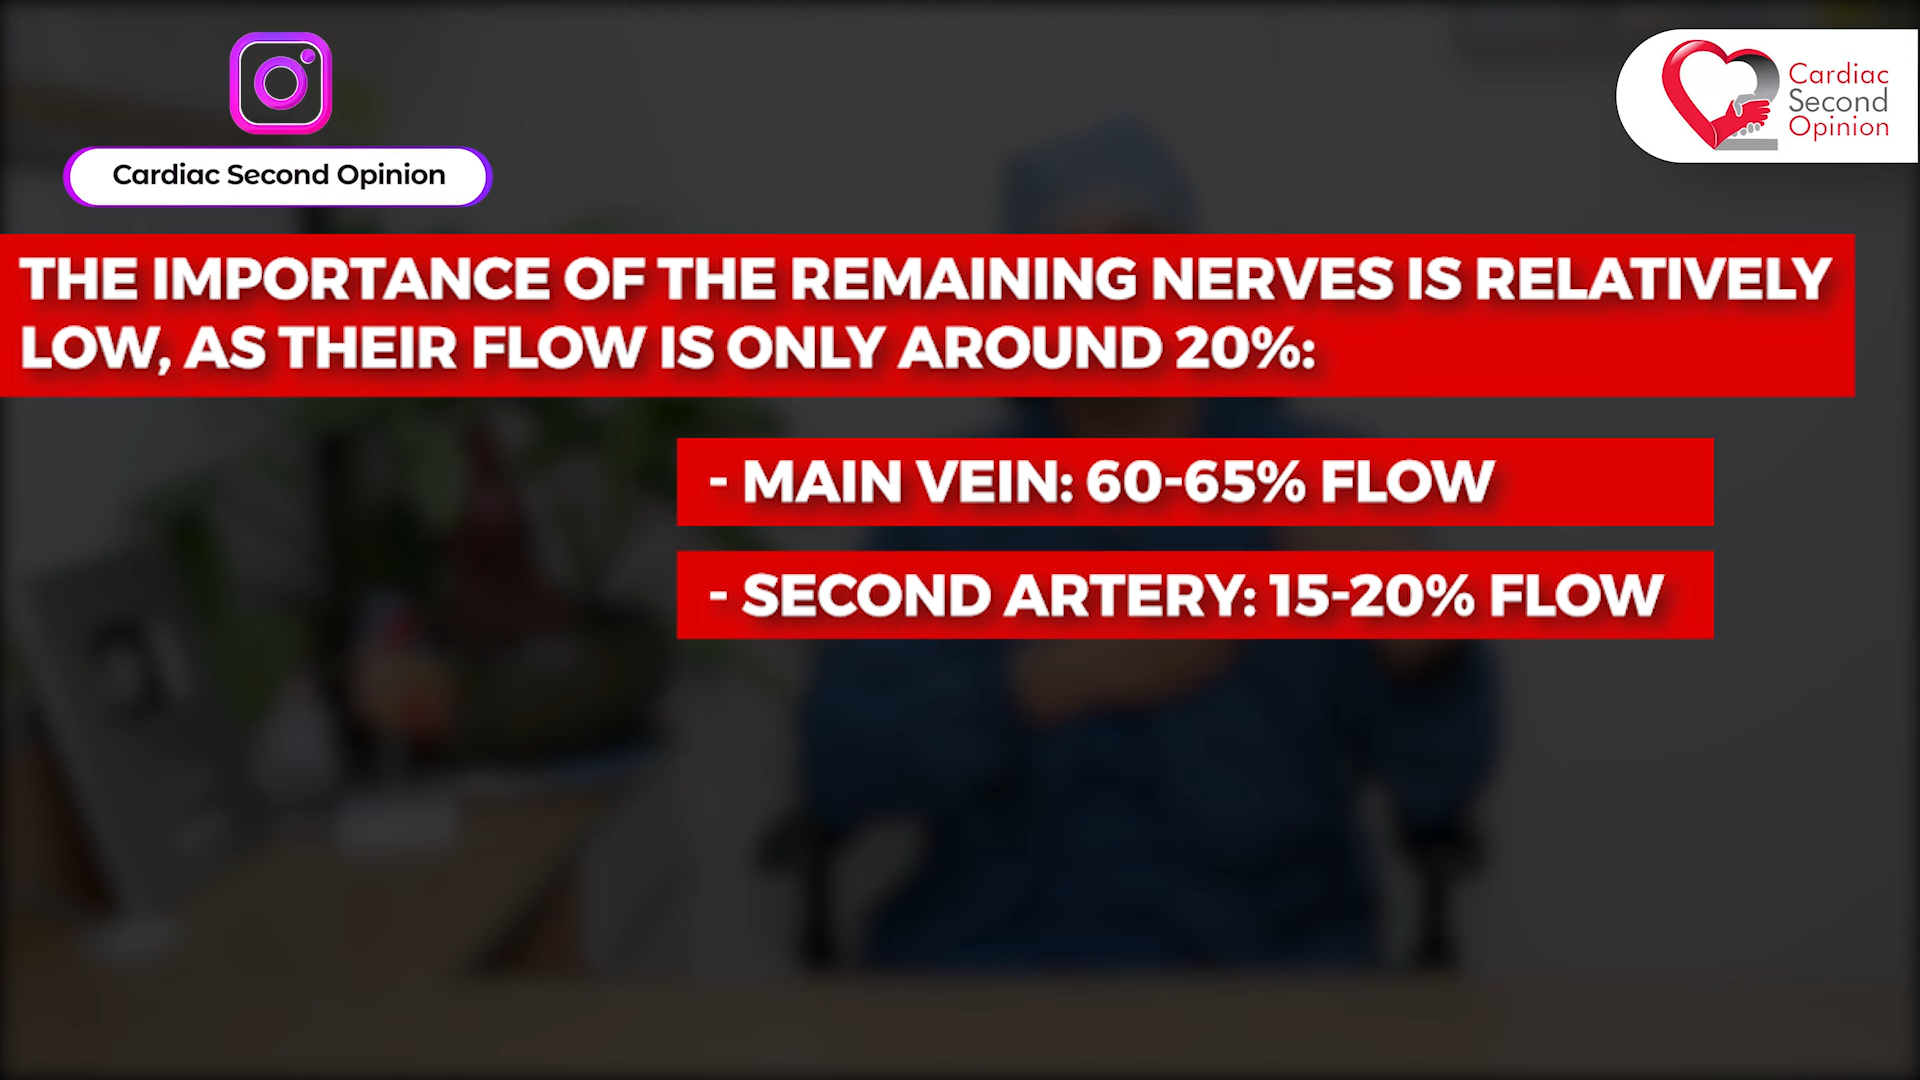 Cardiac Second Opinion
Cardiac
Second
Opinion
THE IMPORTANCE OF THE REMAINING NERVES IS RELATIVELY
LOW, AS THEIR FLOW IS ONLY AROUND 20%:
- MAIN VEIN: 60-65% FLOW
- SECOND ARTERY: 15-20% FLOW